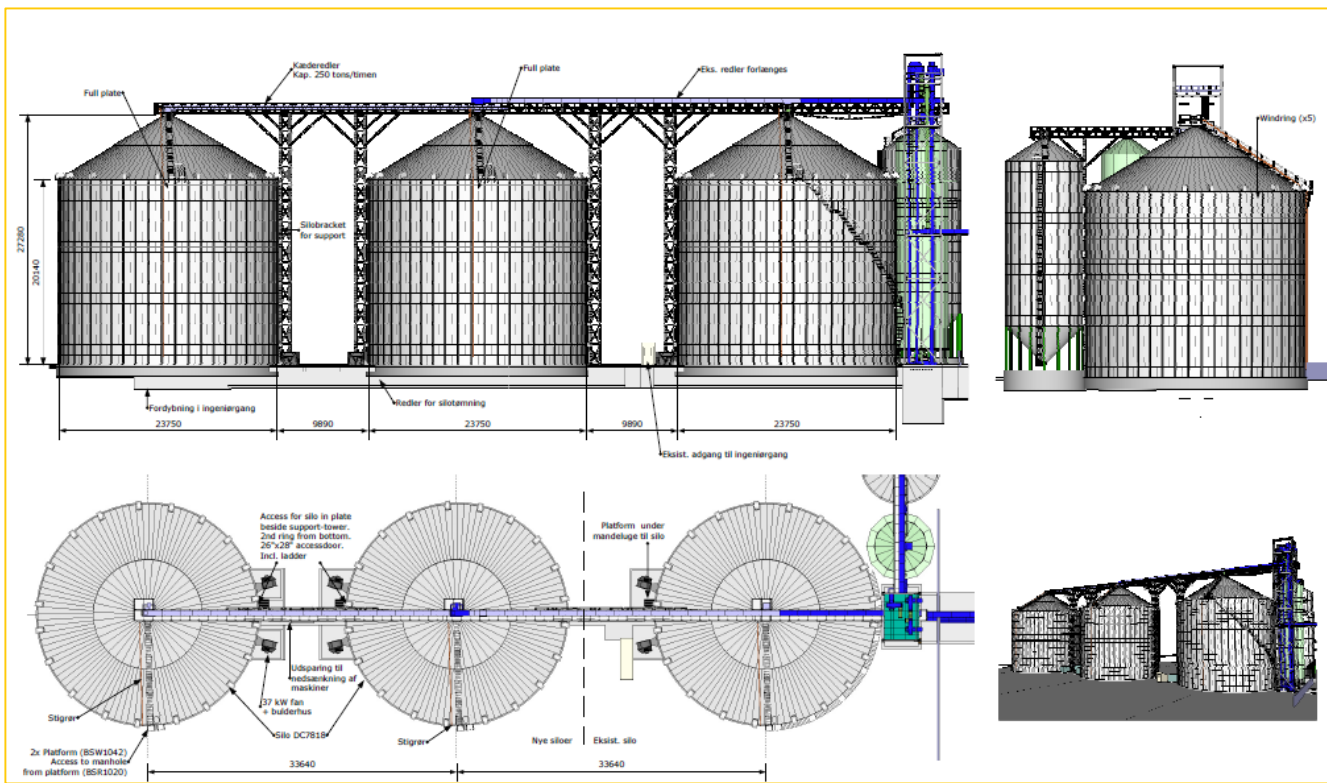 Kæderedler
Kap. 250 tons/timen
Full plate
Eks. redler forlænges
Full plate
Windring (x5)
Silobracket
for support
27280
20140
Fordybning i ingeniørgang
Redler for silotømning
23750
9890
23750
9890
23750
Eksist. adgang til ingeniørgang
Access for silo in plate
beside support-tower.
2nd ring from bottom.
26"x28" accessdoor.
Incl. ladder
Platform under
mandeluge til silo
Udsparing til
nedsænkning af
maskiner
37 kW fan
+ bulderhus
Stigrør
Silo DC7818
Stigrør
Nye siloer
Eksist. silo
2x Platform (BSW1042)
Access to manhole
from platform (BSR1020)
33640
33640